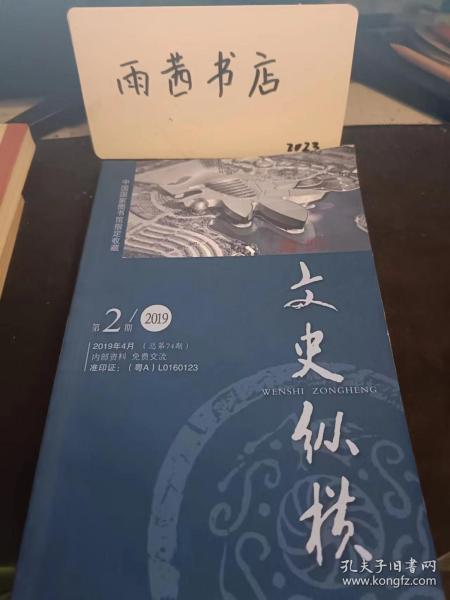 雨茜书店
2023
中国国家图书馆指定收藏
第2期/2019
2019年4月（总第74期）
内部资料 免费交流
准印证：（粤A）L0160123
文史纵横
WENSHI ZONGHENG
孔夫子旧书网
www.kongfz.com